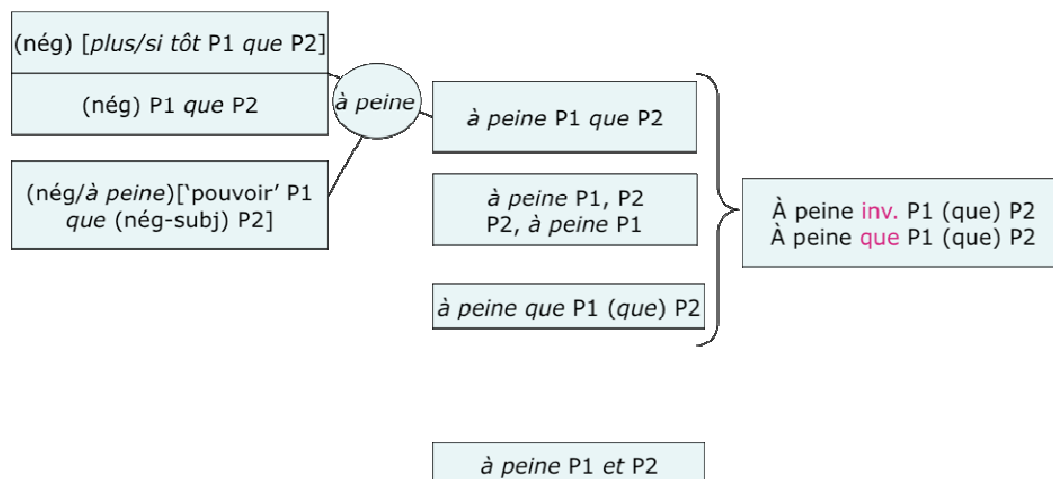 (nég) [plus/si tôt P1 que P2]
(nég) P1 que P2
(nég/à peine)['pouvoir' P1
que (nég-subj) P2]
à peine
à peine P1 que P2
à peine P1, P2
P2, à peine P1
à peine que P1 (que) P2
à peine P1 et P2
À peine inv. P1 (que) P2
À peine que P1 (que) P2